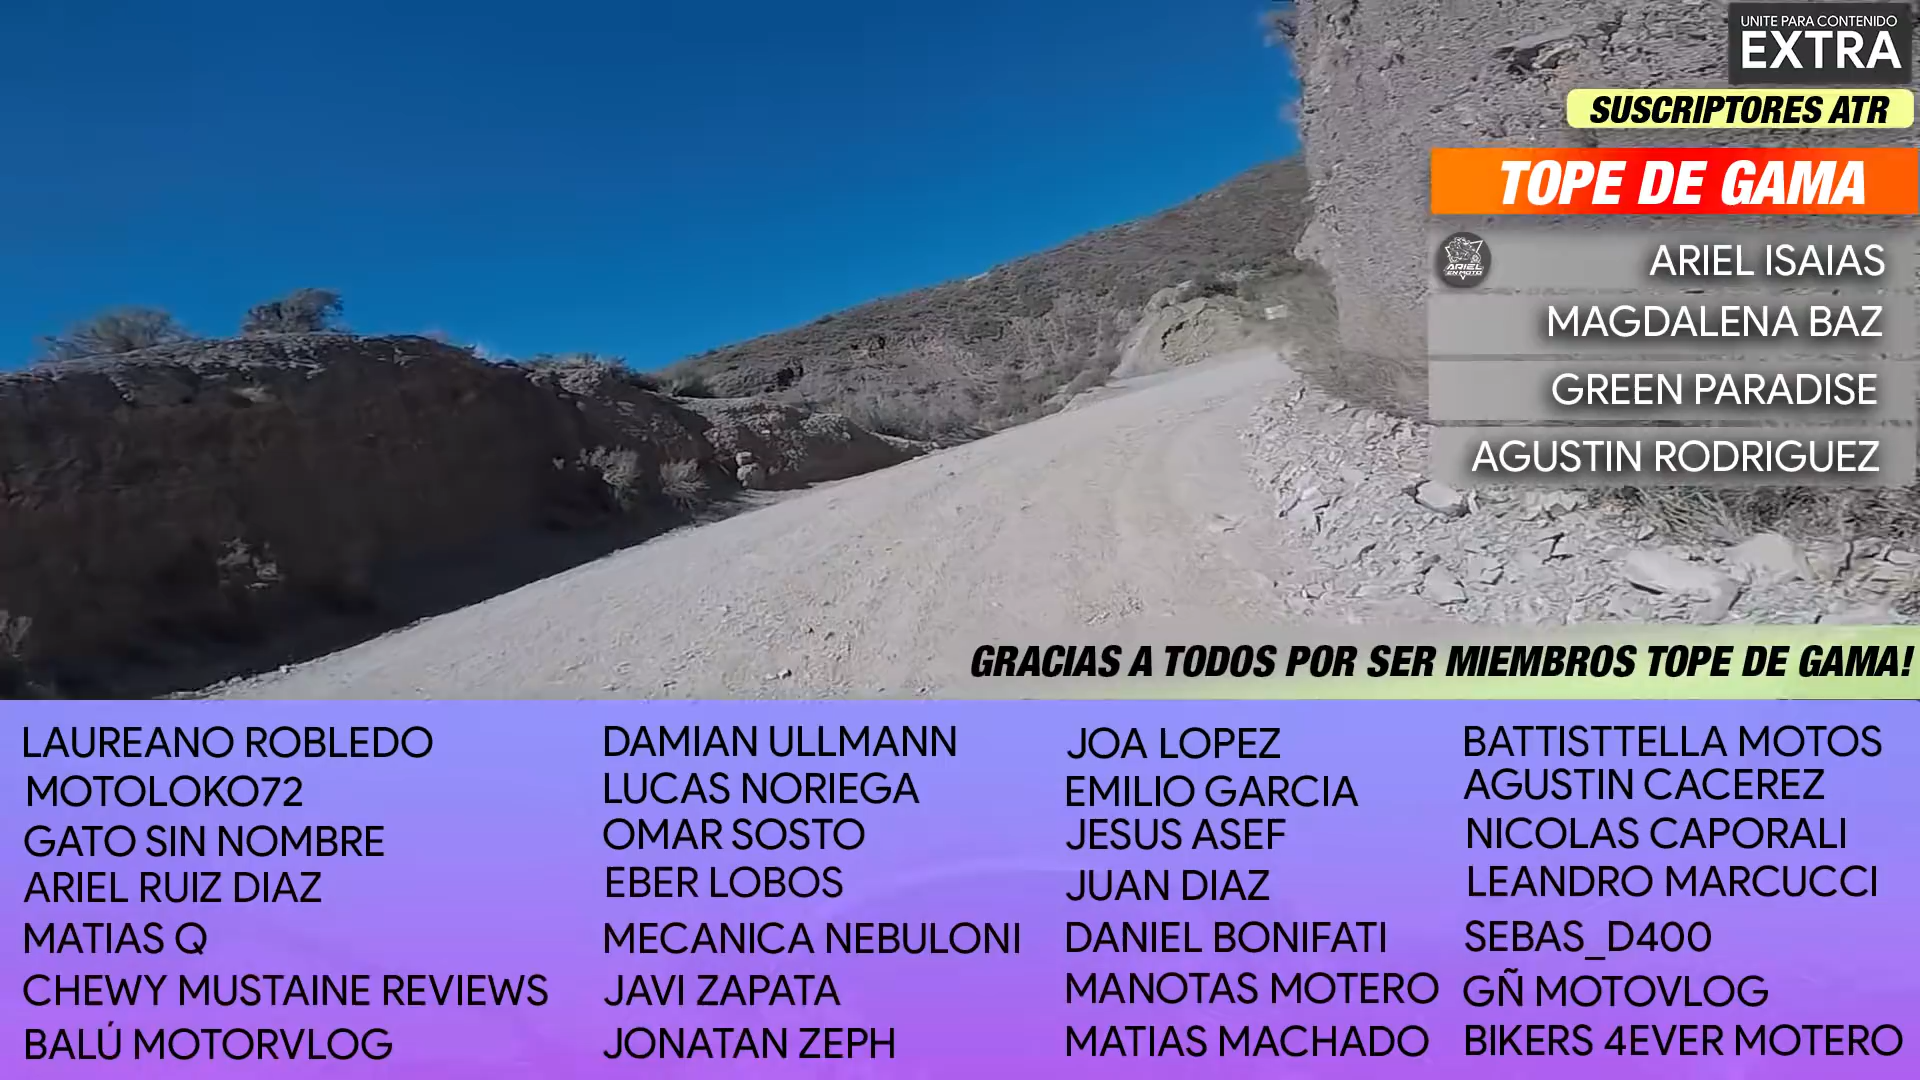 UNITE PARA CONTENIDO
EXTRA
SUSCRIPTORES ATR
TOPE DE GAMA
ARIEL
EN MOTO
ARIEL ISAIAS
MAGDALENA BAZ
GREEN PARADISE
AGUSTIN RODRIGUEZ
GRACIAS A TODOS POR SER MIEMBROS TOPE DE GAMA!
LAUREANO ROBLEDO
MOTOLOKO72
GATO SIN NOMBRE
ARIEL RUIZ DIAZ
MATIAS Q
CHEWY MUSTAINE REVIEWS
BALÚ MOTORVLOG
DAMIAN ULLMANN
LUCAS NORIEGA
OMAR SOSTO
EBER LOBOS
MECANICA NEBULONI
JAVI ZAPATA
JONATAN ZEPH
JOA LOPEZ
EMILIO GARCIA
JESUS ASEF
JUAN DIAZ
DANIEL BONIFATI
MANOTAS MOTERO
MATIAS MACHADO
BATTISTTELLA MOTOS
AGUSTIN CACEREZ
NICOLAS CAPORALI
LEANDRO MARCUCCI
SEBAS_D400
GÑ MOTOVLOG
BIKERS 4EVER MOTERO